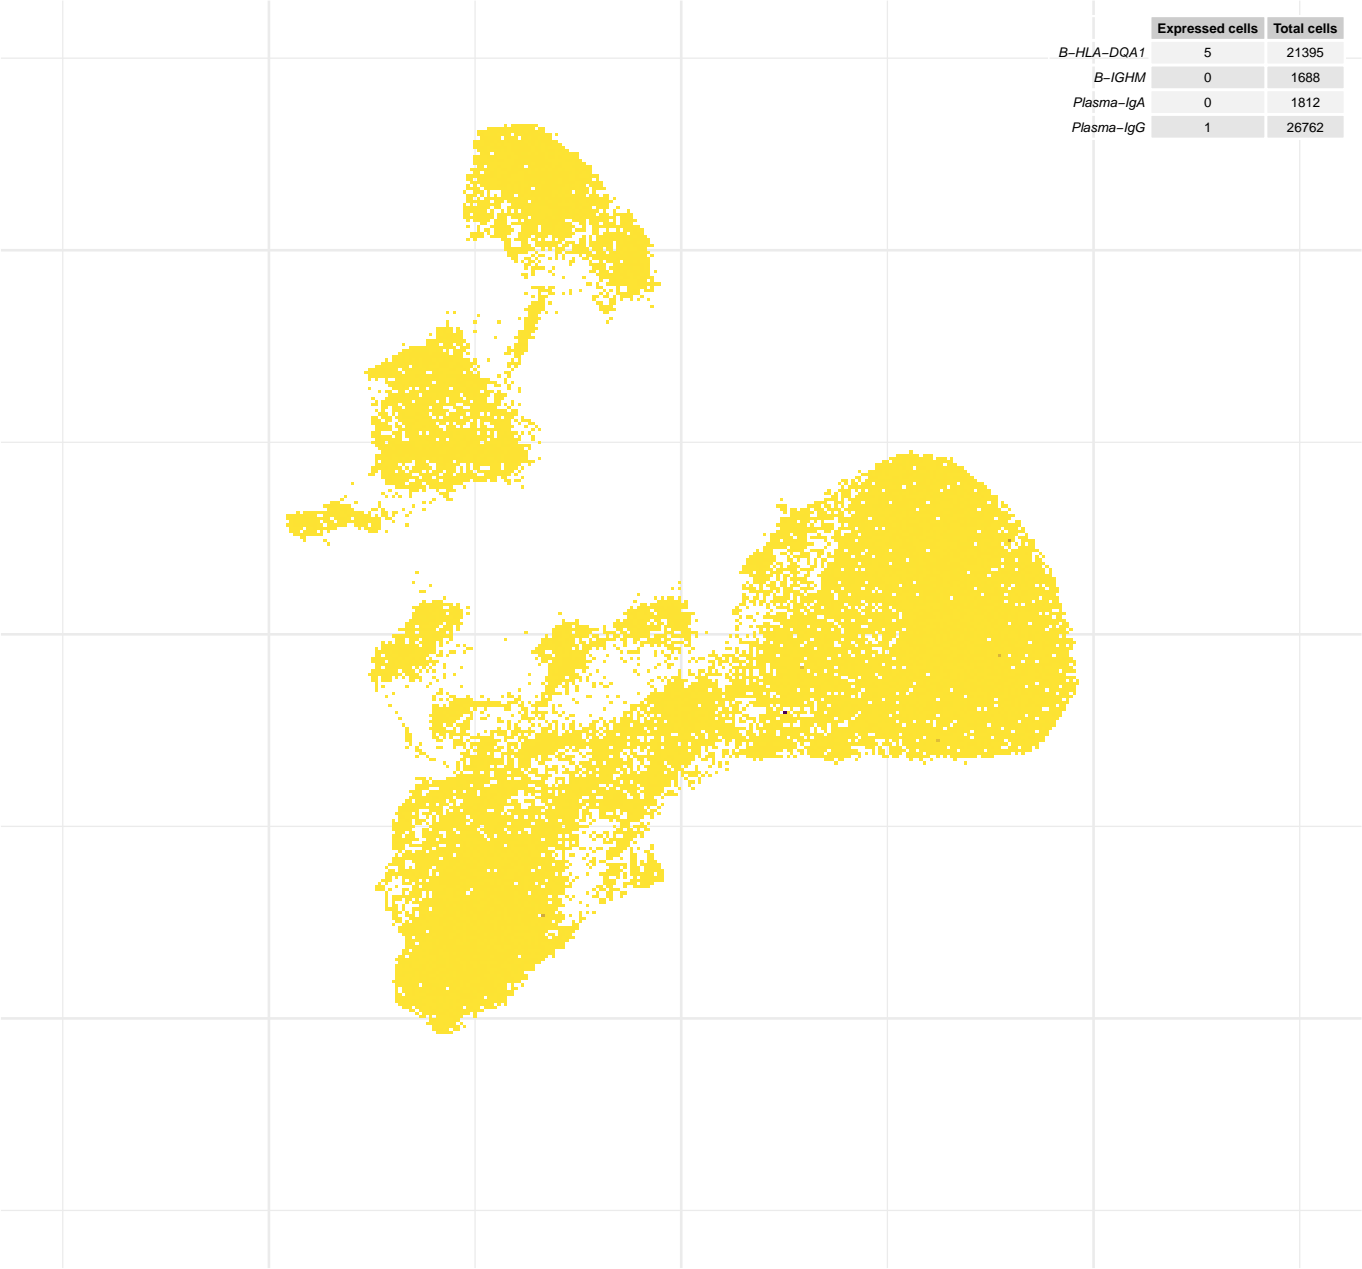 Expressed cells Total cells
B−HLA−DQA1 5 21395
B−IGHM 0 1688
Plasma−IgA 0 1812
Plasma−IgG 1 26762